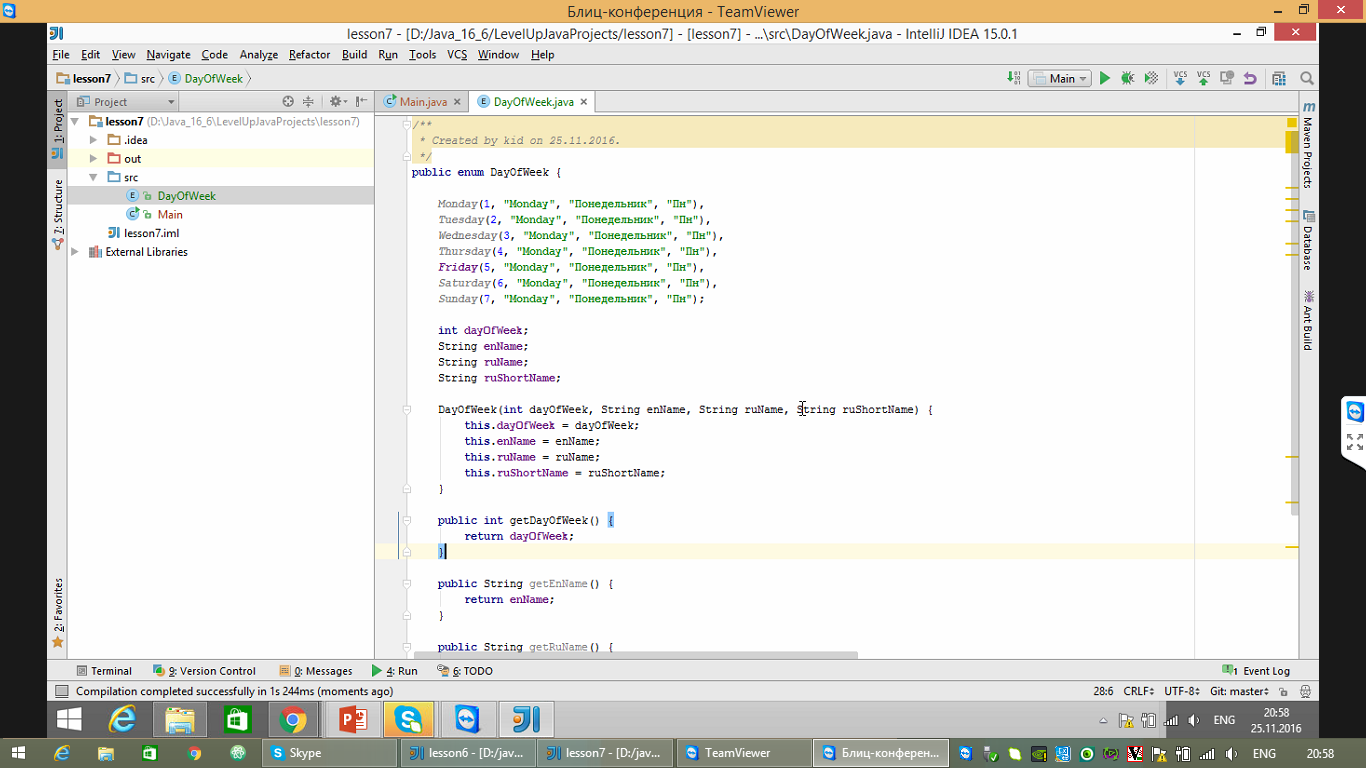 Блиц-конференция - TeamViewer
lesson7 - [D:/Java_16_6/LevelUpJavaProjects/lesson7] - [lesson7] - ...\src\DayOfWeek.java - IntelliJ IDEA 15.0.1
File Edit View Navigate Code Analyze Refactor Build Run Tools VCS Window Help
lesson7 src DayOfWeek Main VCS VCS
Project Main.java DayOfWeek.java
1: Project
2: Structure
2: Favorites
lesson7 (D:\Java_16_6\LevelUpJavaProjects\lesson7)
.idea
out
src
DayOfWeek
Main
lesson7.iml
External Libraries
/**
* Created by kid on 25.11.2016.
*/
public enum DayOfWeek {
Monday(1, "Monday", "Понедельник", "Пн"),
Tuesday(2, "Monday", "Понедельник", "Пн"),
Wednesday(3, "Monday", "Понедельник", "Пн"),
Thursday(4, "Monday", "Понедельник", "Пн"),
Friday(5, "Monday", "Понедельник", "Пн"),
Saturday(6, "Monday", "Понедельник", "Пн"),
Sunday(7, "Monday", "Понедельник", "Пн");
int dayOfWeek;
String enName;
String ruName;
String ruShortName;
DayOfWeek(int dayOfWeek, String enName, String ruName, String ruShortName) {
this.dayOfWeek = dayOfWeek;
this.enName = enName;
this.ruName = ruName;
this.ruShortName = ruShortName;
}
public int getDayOfWeek() {
return dayOfWeek;
}
public String getEnName() {
return enName;
}
public String getRuName() {
Maven Projects
Database
Ant Build
Terminal 9: Version Control 0: Messages 4: Run 6: TODO 1 Event Log
Compilation completed successfully in 1s 244ms (moments ago) 28:6 CRLF UTF-8 Git: master
ENG 20:58
25.11.2016
Skype lesson6 - [D:/jav... lesson7 - [D:/jav... TeamViewer Блиц-конферен... ENG 20:58